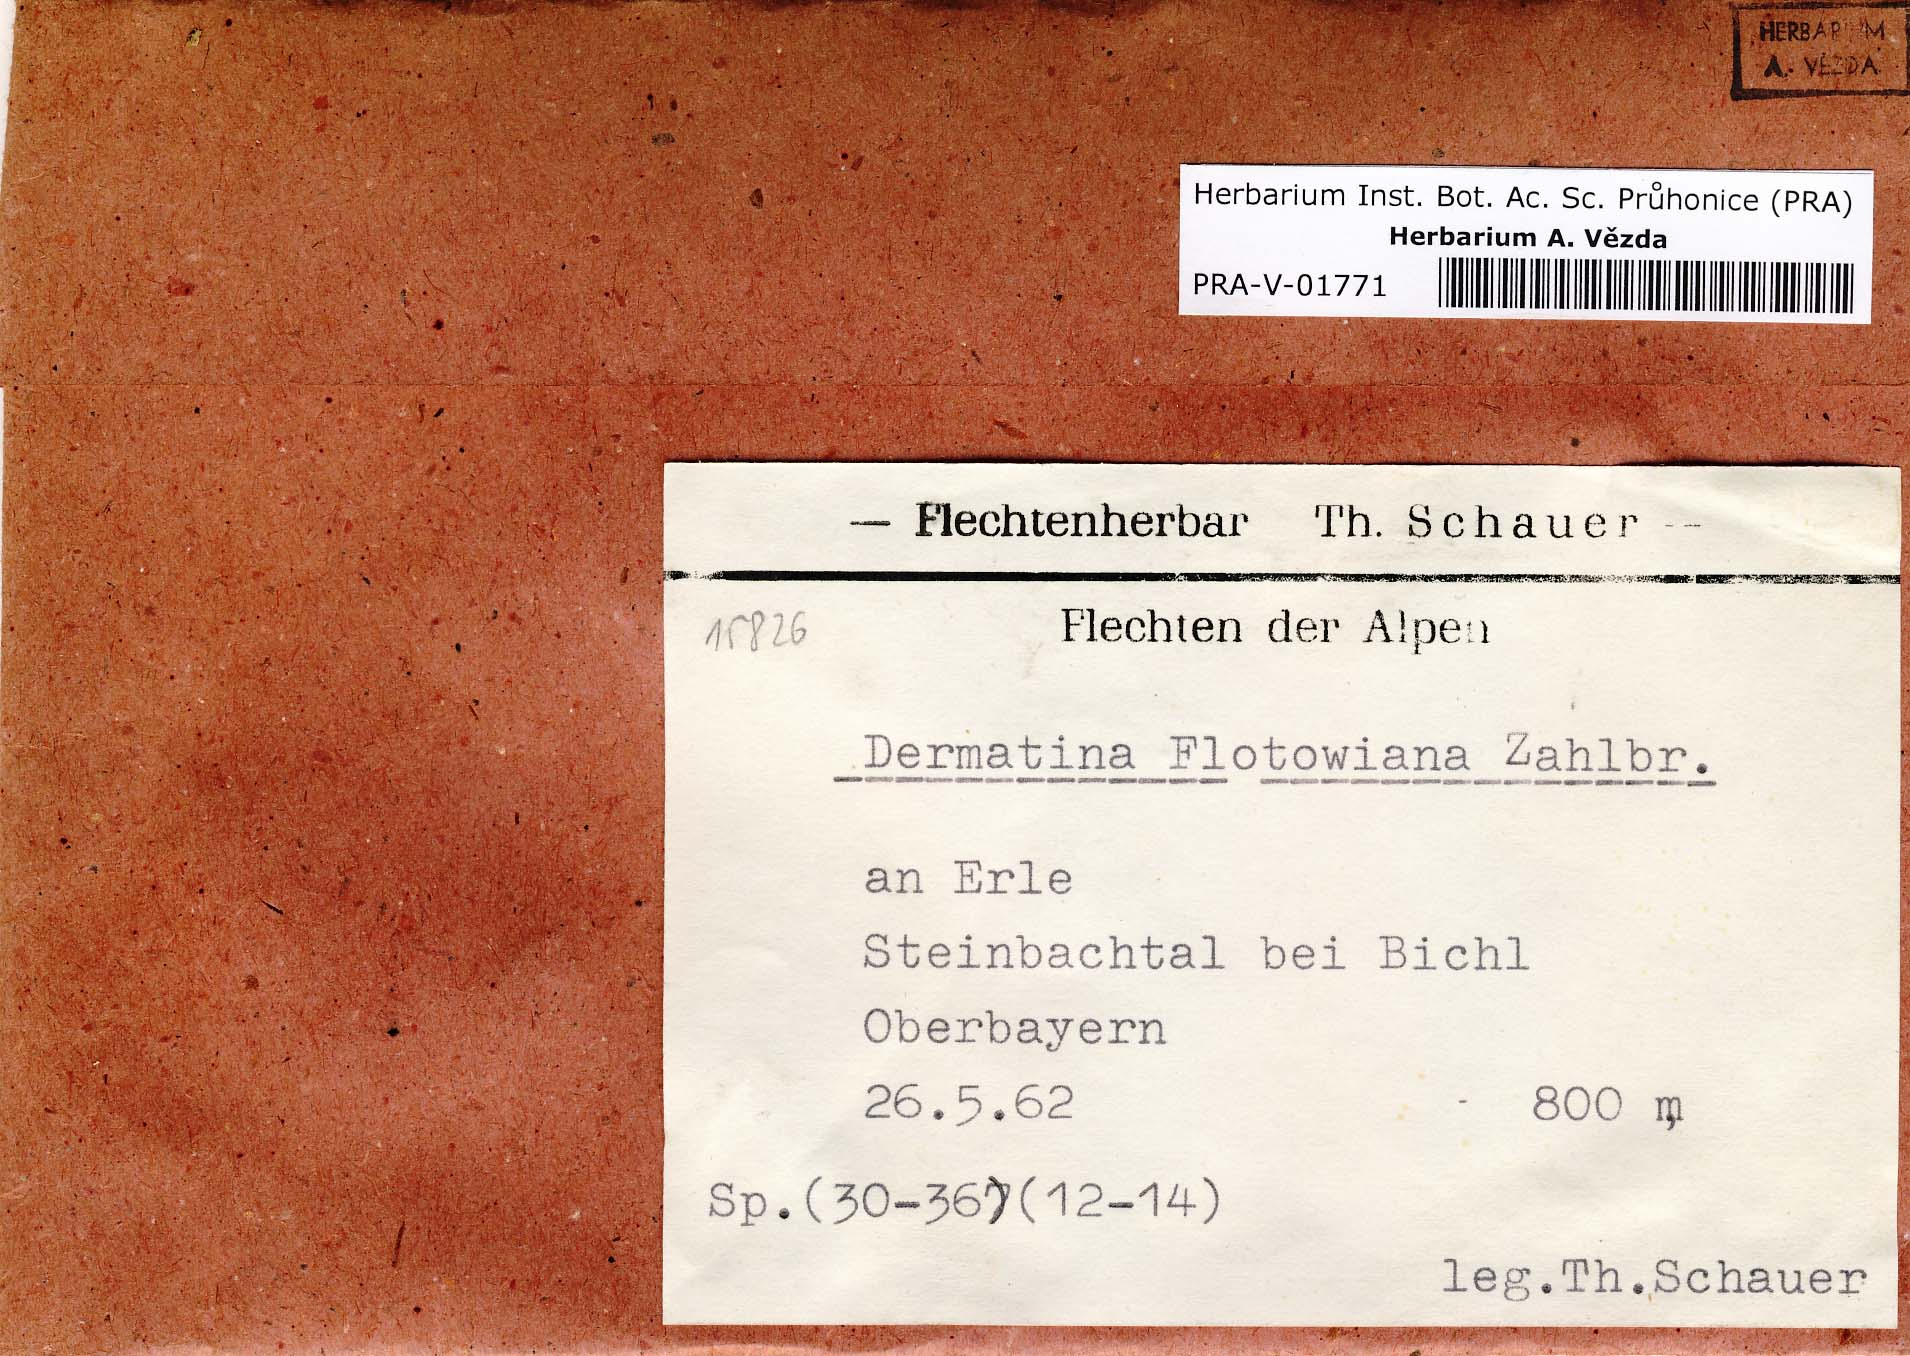 HERBARIUM
A. VĚZDA
Herbarium Inst. Bot. Ac. Sc. Průhonice (PRA)
Herbarium A. Vězda
PRA-V-01771
— Flechtenherbar Th. Schauer --
15826
Flechten der Alpen
Dermatina Flotowiana Zahlbr.
an Erle
Steinbachtal bei Bichl
Oberbayern
26.5.62 - 800 m,
Sp.(30-36)(12-14)
leg.Th.Schauer